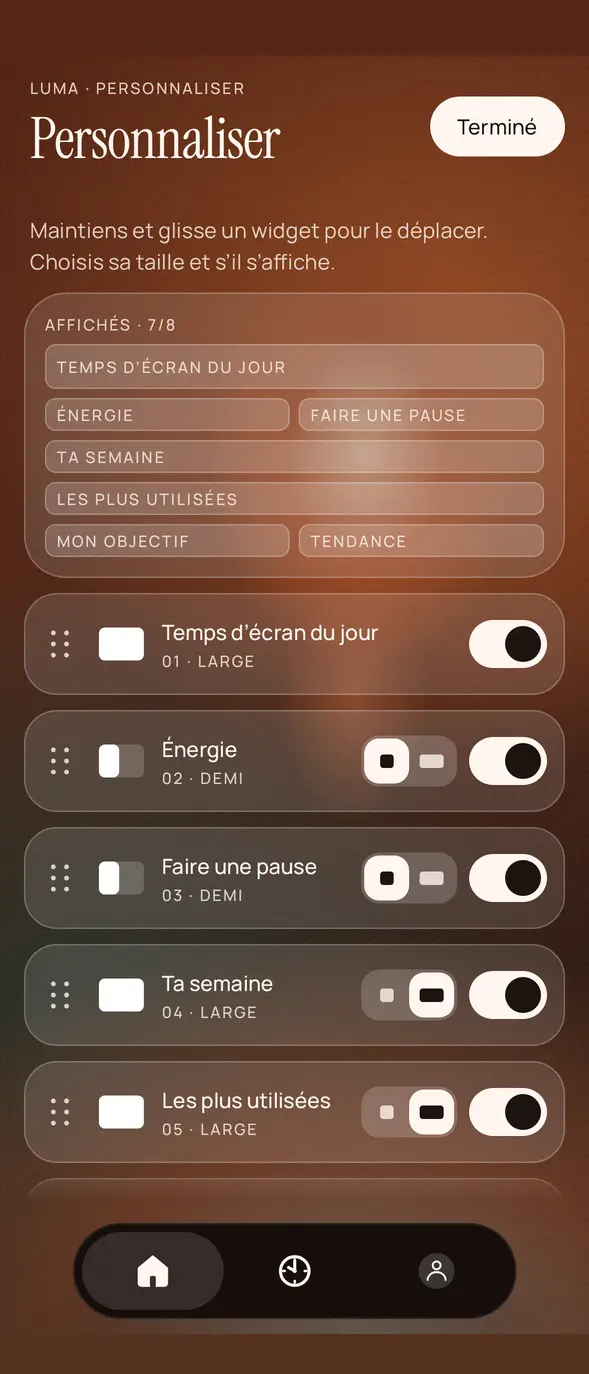 LUMA · PERSONNALISER
Personnaliser
Terminé
Maintiens et glisse un widget pour le déplacer.
Choisis sa taille et s’il s’affiche.
AFFICHÉS · 7/8
TEMPS D’ÉCRAN DU JOUR
ÉNERGIE
FAIRE UNE PAUSE
TA SEMAINE
LES PLUS UTILISÉES
MON OBJECTIF
TENDANCE
Temps d’écran du jour
01 · LARGE
Énergie
02 · DEMI
Faire une pause
03 · DEMI
Ta semaine
04 · LARGE
Les plus utilisées
05 · LARGE